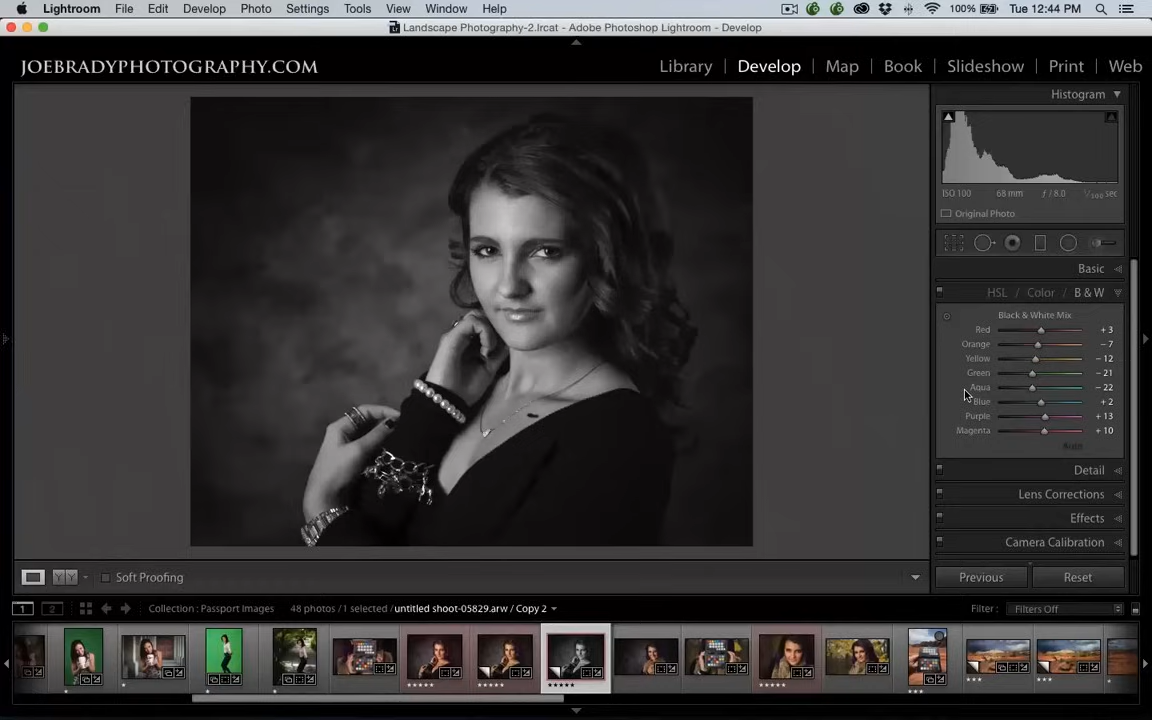 Lightroom File Edit Develop Photo Settings Tools View Window Help 100% Tue 12:44 PM
Landscape Photography-2.lrcat - Adobe Photoshop Lightroom - Develop
JOEBRADYPHOTOGRAPHY.COM Library | Develop | Map | Book | Slideshow | Print | Web
Histogram
ISO 100 68 mm ƒ / 8.0 1/100 sec
Original Photo
Basic
HSL / Color / B & W
Black & White Mix
Red + 3
Orange - 7
Yellow - 12
Green - 21
Aqua - 22
Blue + 2
Purple + 13
Magenta + 10
Auto
Detail
Lens Corrections
Effects
Camera Calibration
Soft Proofing
Previous Reset
1 2 Collection : Passport Images 48 photos / 1 selected / untitled shoot-05829.arw / Copy 2 Filter : Filters Off